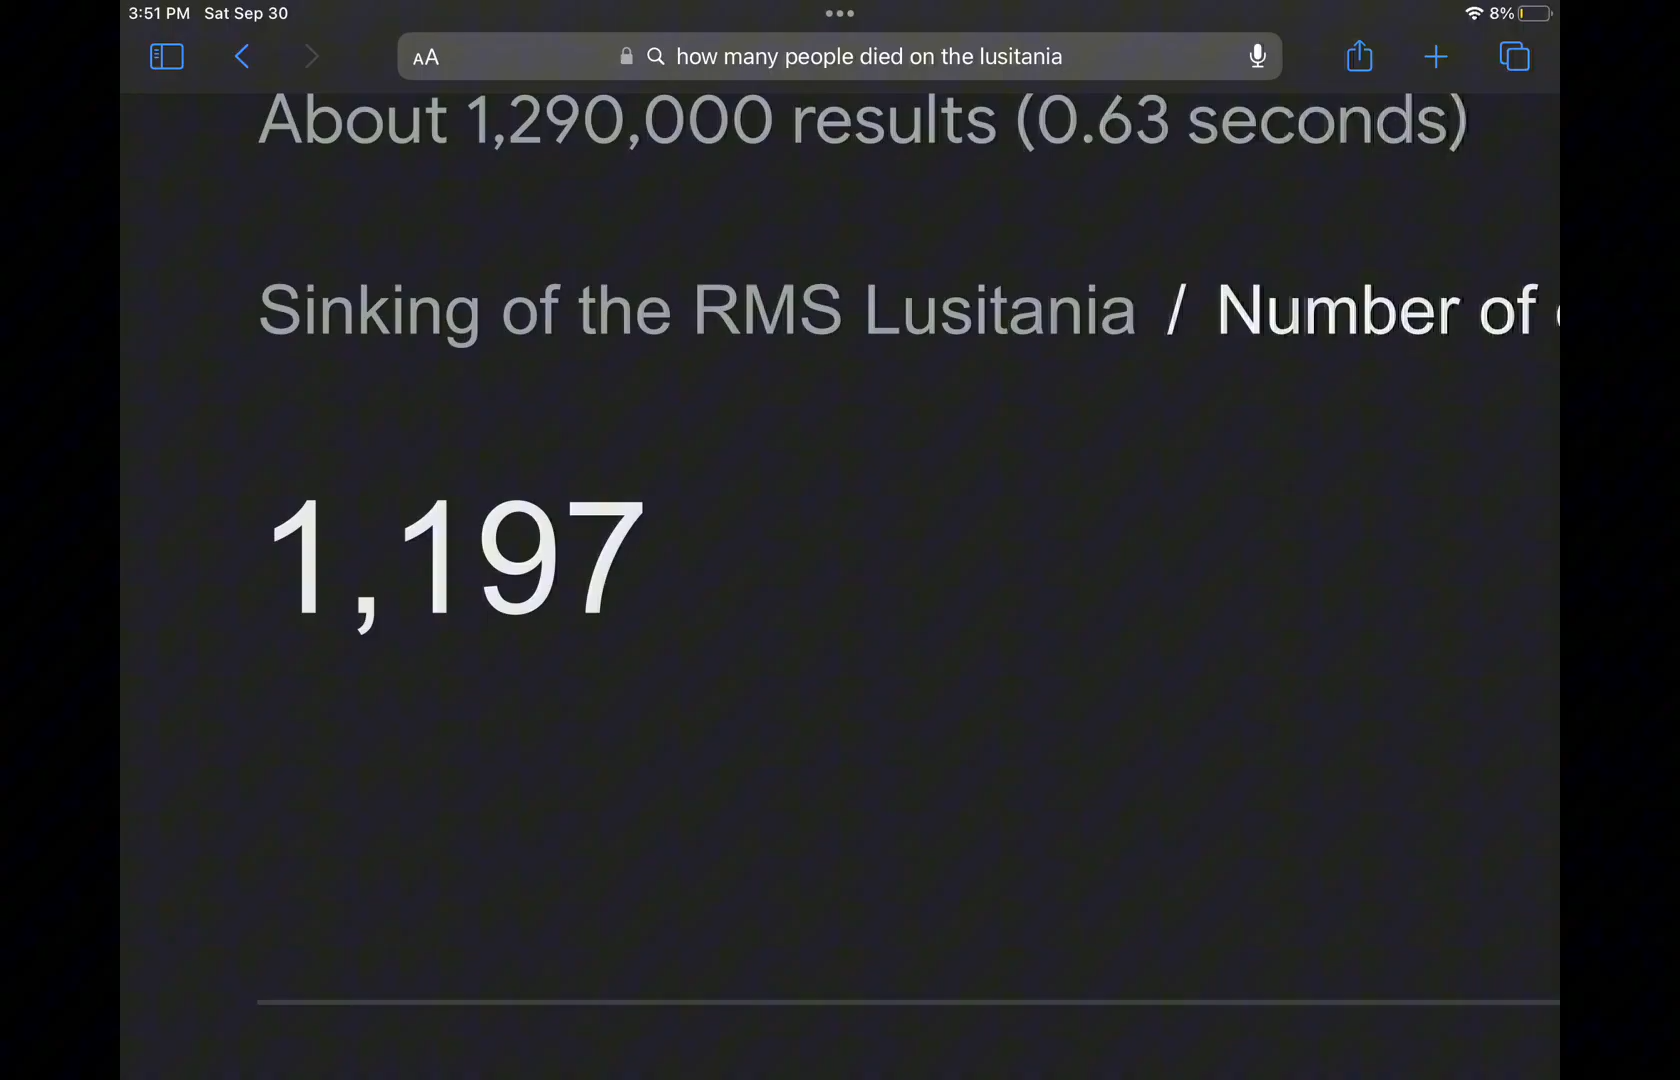 3:51 PM Sat Sep 30
8%
AA
how many people died on the lusitania
About 1,290,000 results (0.63 seconds)
Sinking of the RMS Lusitania / Number of
1,197